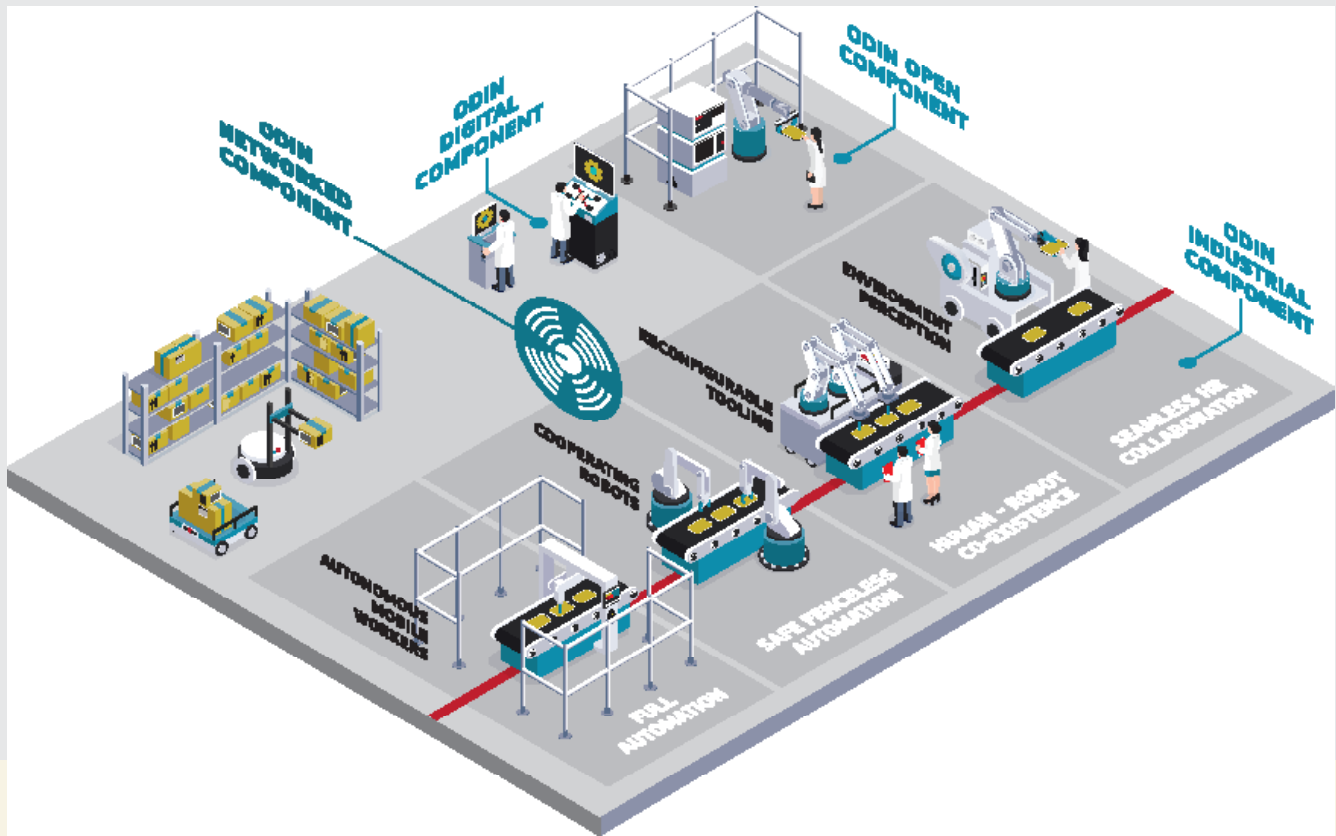 ODIN
NETWORKED
COMPONENT
ODIN
DIGITAL
COMPONENT
ODIN OPEN
COMPONENT
ODIN
INDUSTRIAL
COMPONENT
ENVIRONMENT
PERCEPTION
RECONFIGURABLE
TOOLING
COOPERATING
ROBOTS
AUTONOMOUS
MOBILE
WORKERS
SEAMLESS HR
COLLABORATION
HUMAN - ROBOT
CO-EXISTENCE
SAFE FENCELESS
AUTOMATION
FULL
AUTOMATION